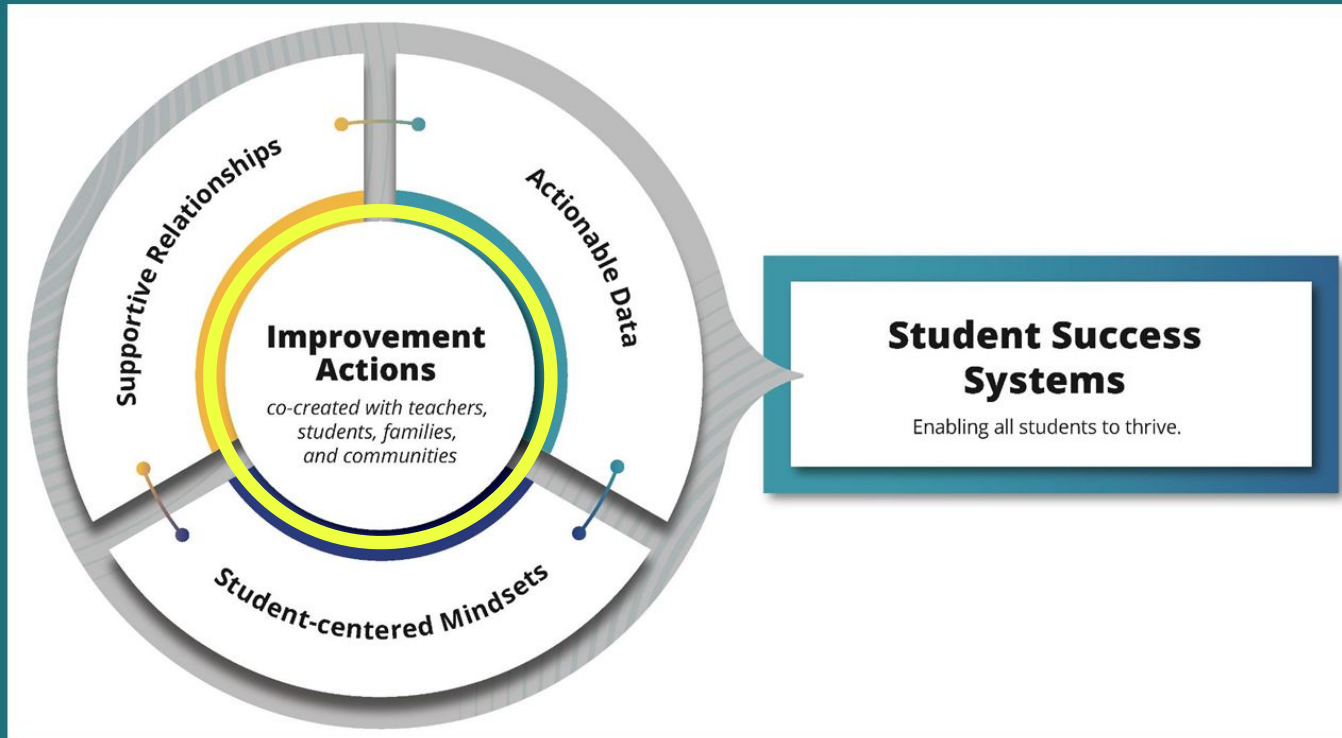 Supportive Relationships
Actionable Data
Improvement
Actions
co-created with teachers,
students, families,
and communities
Student-centered Mindsets
Student Success
Systems
Enabling all students to thrive.